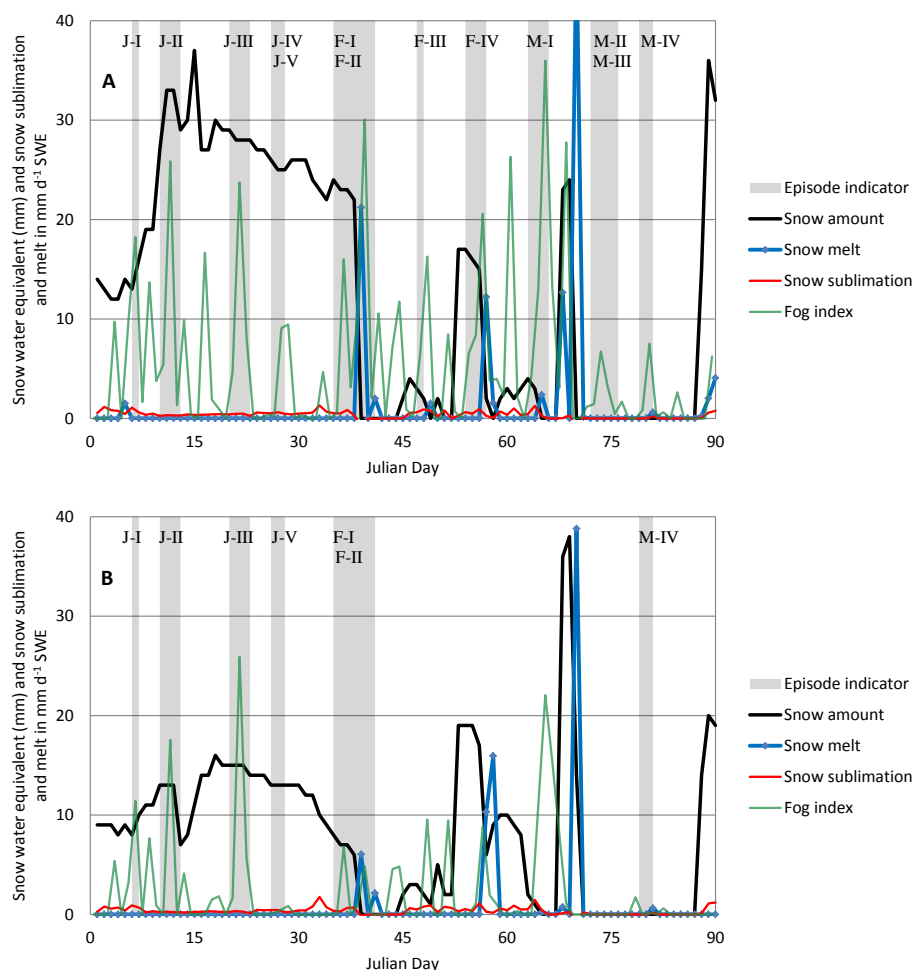 40
J-I J-II J-III J-IV F-I F-III F-IV M-I M-II M-IV
J-V F-II M-III
A
30
20
10
0
Snow water equivalent (mm) and snow sublimation
and melt in mm d-1 SWE
0 15 30 45 60 75 90
Julian Day
Episode indicator
Snow amount
Snow melt
Snow sublimation
Fog index
40
J-I J-II J-III J-V F-I M-IV
F-II
B
30
20
10
0
Snow water equivalent (mm) and snow sublimation
and melt in mm d-1 SWE
0 15 30 45 60 75 90
Julian Day
Episode indicator
Snow amount
Snow melt
Snow sublimation
Fog index